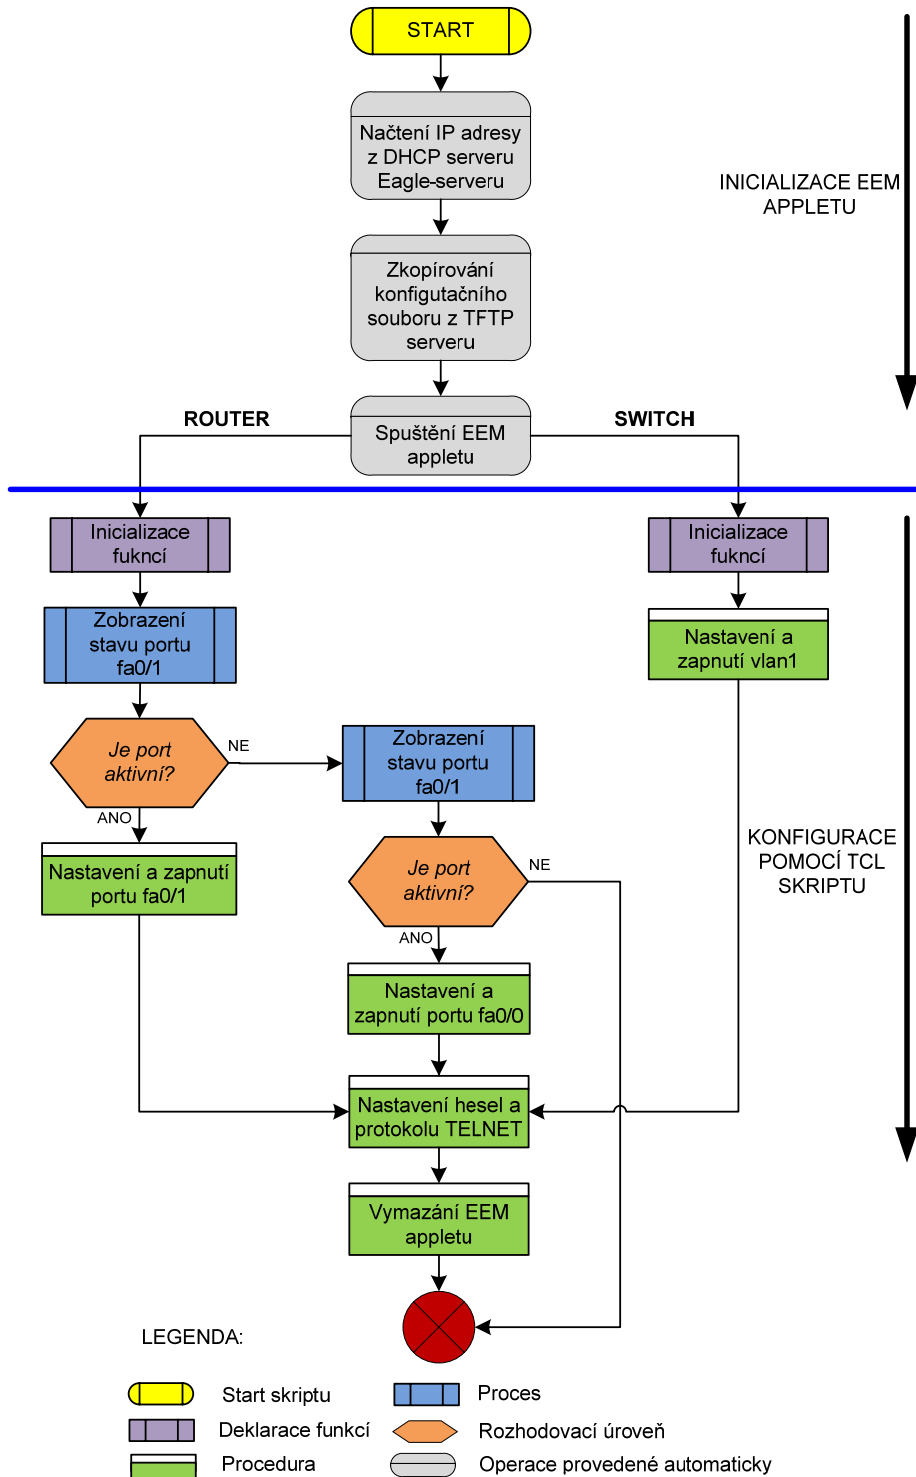 START
Načtení IP adresy
z DHCP serveru
Eagle-serveru
INICIALIZACE EEM
APPLETU
Zkopírování
konfigutačního
souboru z TFTP
serveru
ROUTER
Spuštění EEM
appletu
SWITCH
Inicializace
fukncí
Inicializace
fukncí
Zobrazení
stavu portu
fa0/1
Nastavení a
zapnutí vlan1
Je port
aktivní?
NE
Zobrazení
stavu portu
fa0/1
ANO
Nastavení a zapnutí
portu fa0/1
Je port
aktivní?
NE
KONFIGURACE
POMOCÍ TCL
SKRIPTU
ANO
Nastavení a
zapnutí portu fa0/0
Nastavení hesel a
protokolu TELNET
Vymazání EEM
appletu
LEGENDA:
Start skriptu
Proces
Deklarace funkcí
Rozhodovací úroveň
Procedura
Operace provedené automaticky